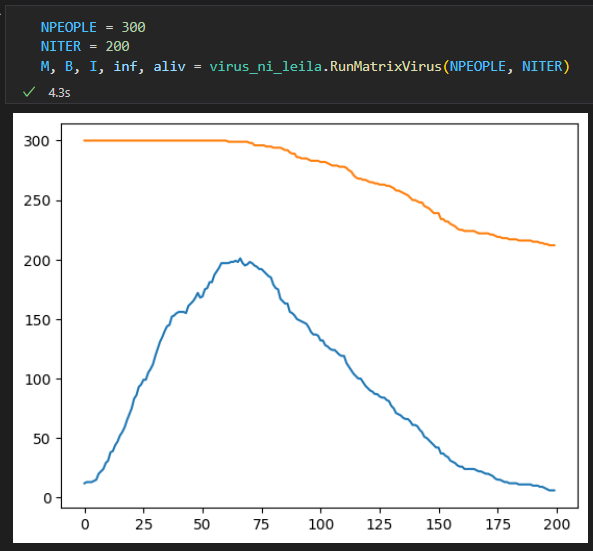 NPEOPLE = 300
NITER = 200
M, B, I, inf, aliv = virus_ni_leila.RunMatrixVirus(NPEOPLE, NITER)
✓ 4.3s
300
250
200
150
100
50
0
0 25 50 75 100 125 150 175 200